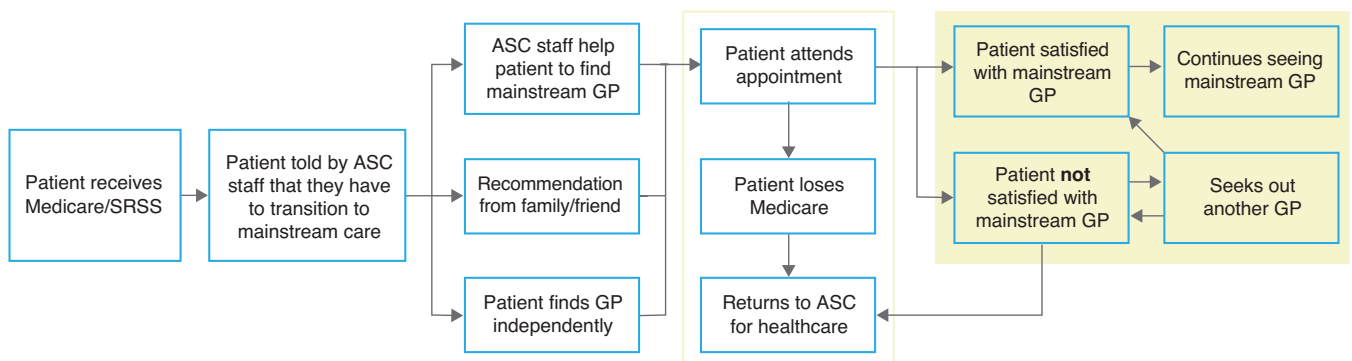 Patient receives
Medicare/SRSS
Patient told by ASC
staff that they have
to transition to
mainstream care
ASC staff help
patient to find
mainstream GP
Recommendation
from family/friend
Patient finds GP
independently
Patient attends
appointment
Patient loses
Medicare
Returns to ASC
for healthcare
Patient satisfied
with mainstream
GP
Continues seeing
mainstream GP
Patient not
satisfied with
mainstream GP
Seeks out
another GP